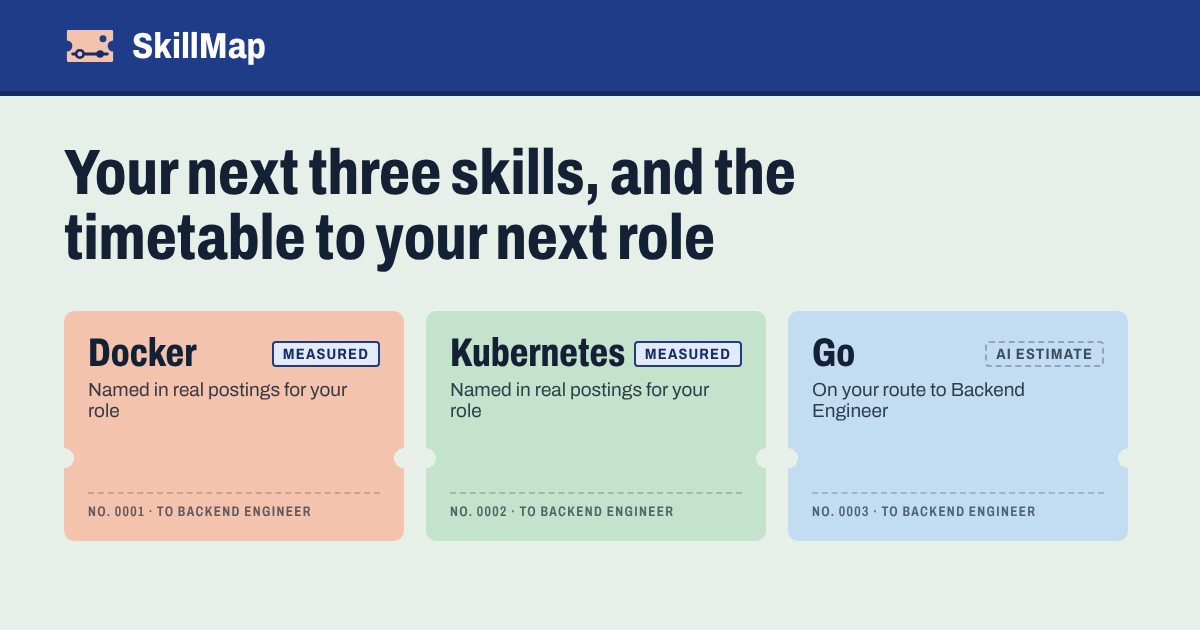 SkillMap
Your next three skills, and the
timetable to your next role
Docker
MEASURED
Named in real postings for your
role
NO. 0001 · TO BACKEND ENGINEER
Kubernetes
MEASURED
Named in real postings for your
role
NO. 0002 · TO BACKEND ENGINEER
Go
AI ESTIMATE
On your route to Backend
Engineer
NO. 0003 · TO BACKEND ENGINEER